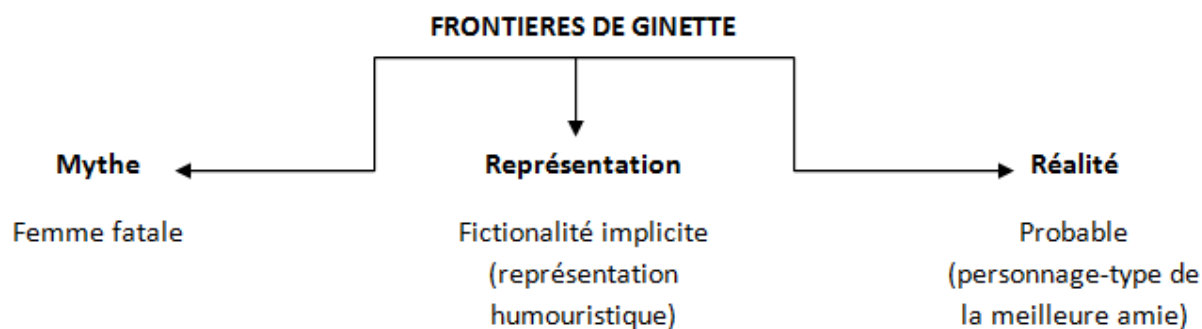 FRONTIERES DE GINETTE
Mythe
Représentation
Réalité
Femme fatale
Fictionalité implicite
(représentation
humouristique)
Probable
(personnage-type de
la meilleure amie)